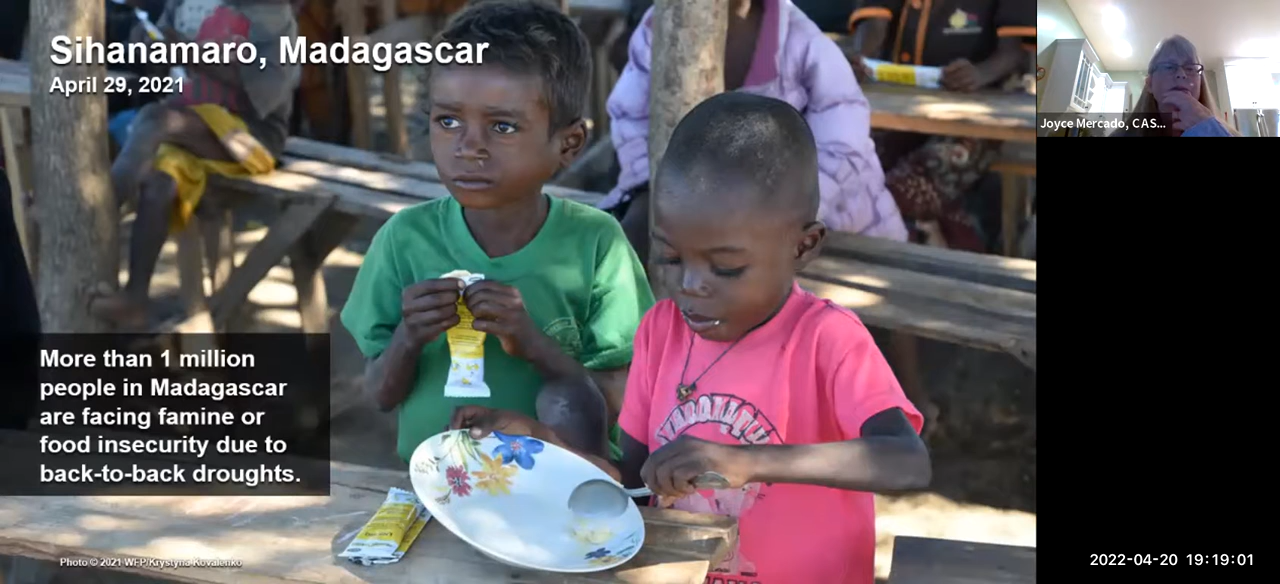 Sihanamaro, Madagascar
April 29, 2021
Joyce Mercado, CAS...
More than 1 million
people in Madagascar
are facing famine or
food insecurity due to
back-to-back droughts.
Photo © 2021 WFP/Krystyna Kovalenko
2022-04-20 19:19:01